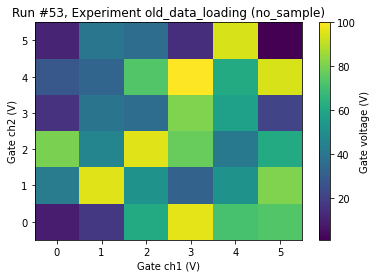 Run #53, Experiment old_data_loading (no_sample)
Gate ch2 (V)
5
4
3
2
1
0
0 1 2 3 4 5
Gate ch1 (V)
100
80
60
40
20
Gate voltage (V)